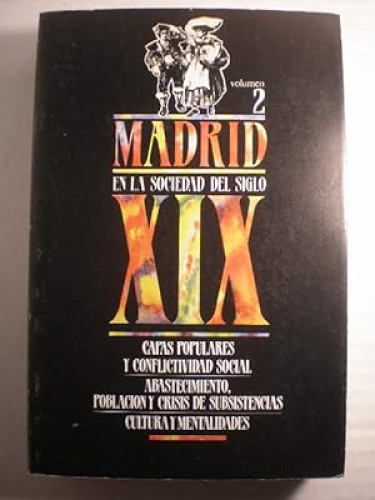 volumen
2
MADRID
EN LA SOCIEDAD DEL SIGLO
XIX
CAPAS POPULARES
Y CONFLICTIVIDAD SOCIAL
ABASTECIMIENTO,
POBLACION Y CRISIS DE SUBSISTENCIAS
CULTURA Y MENTALIDADES